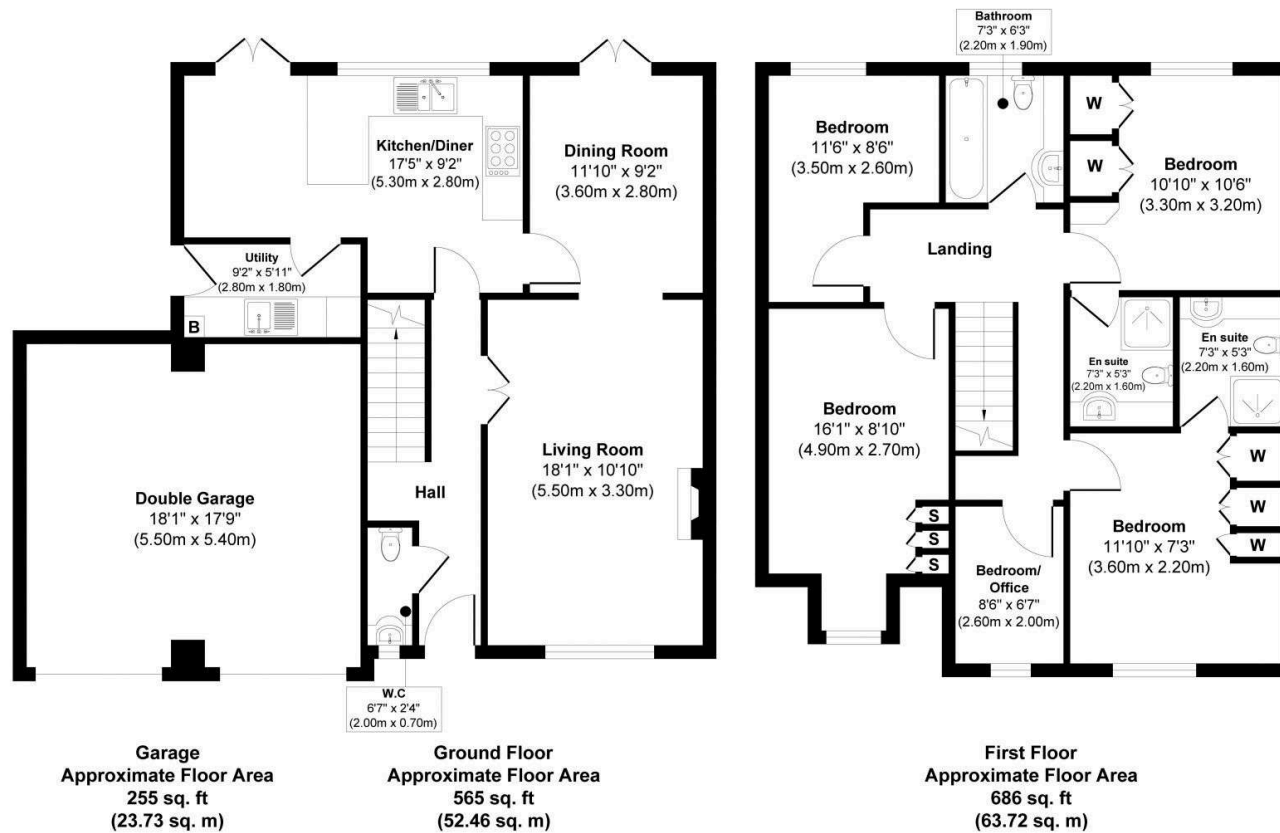 Kitchen/Diner
17'5" x 9'2"
(5.30m x 2.80m)
Dining Room
11'10" x 9'2"
(3.60m x 2.80m)
Utility
9'2" x 5'11"
(2.80m x 1.80m)
B
Double Garage
18'1" x 17'9"
(5.50m x 5.40m)
Hall
Living Room
18'1" x 10'10"
(5.50m x 3.30m)
W.C
6'7" x 2'4"
(2.00m x 0.70m)
Garage
Approximate Floor Area
255 sq. ft
(23.73 sq. m)
Ground Floor
Approximate Floor Area
565 sq. ft
(52.46 sq. m)
Bathroom
7'3" x 6'3"
(2.20m x 1.90m)
Bedroom
11'6" x 8'6"
(3.50m x 2.60m)
W
W
Bedroom
10'10" x 10'6"
(3.30m x 3.20m)
Landing
En suite
7'3" x 5'3"
(2.20m x 1.60m)
En suite
7'3" x 5'3"
(2.20m x 1.60m)
Bedroom
16'1" x 8'10"
(4.90m x 2.70m)
S
S
S
Bedroom/
Office
8'6" x 6'7"
(2.60m x 2.00m)
Bedroom
11'10" x 7'3"
(3.60m x 2.20m)
W
W
W
First Floor
Approximate Floor Area
686 sq. ft
(63.72 sq. m)